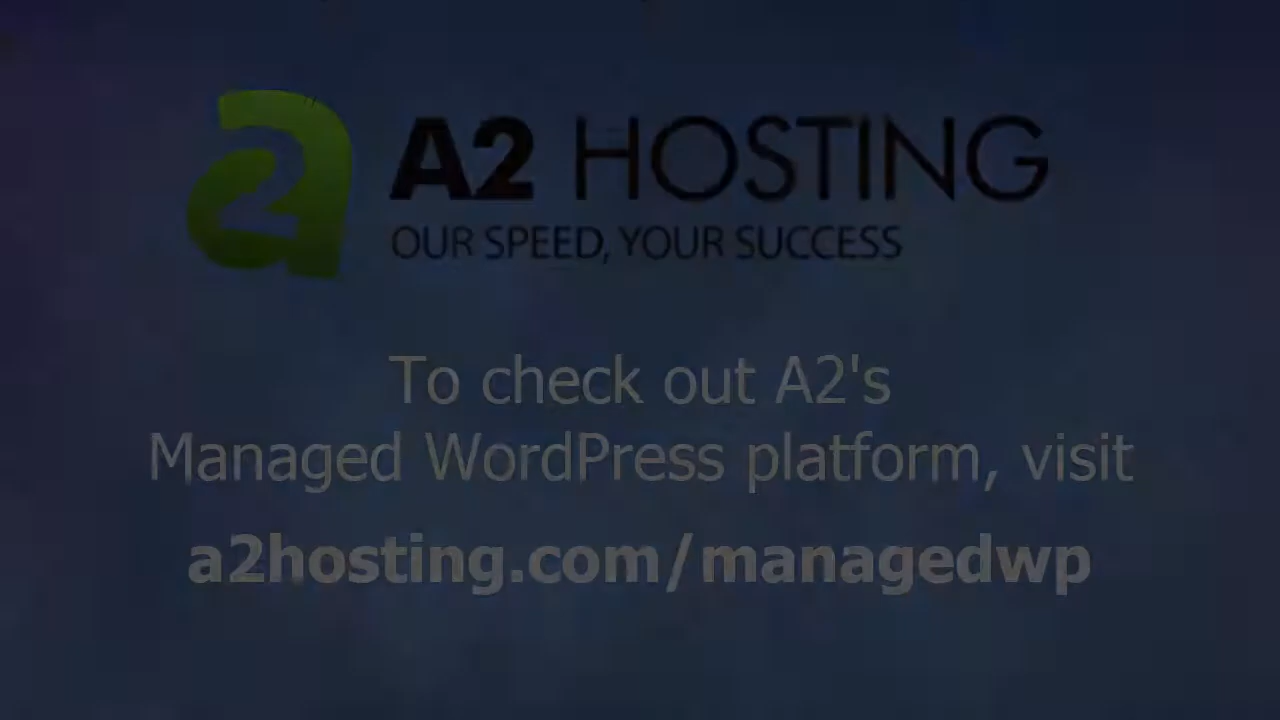 A2 HOSTING
OUR SPEED, YOUR SUCCESS
To check out A2's
Managed WordPress platform, visit
a2hosting.com/managedwp